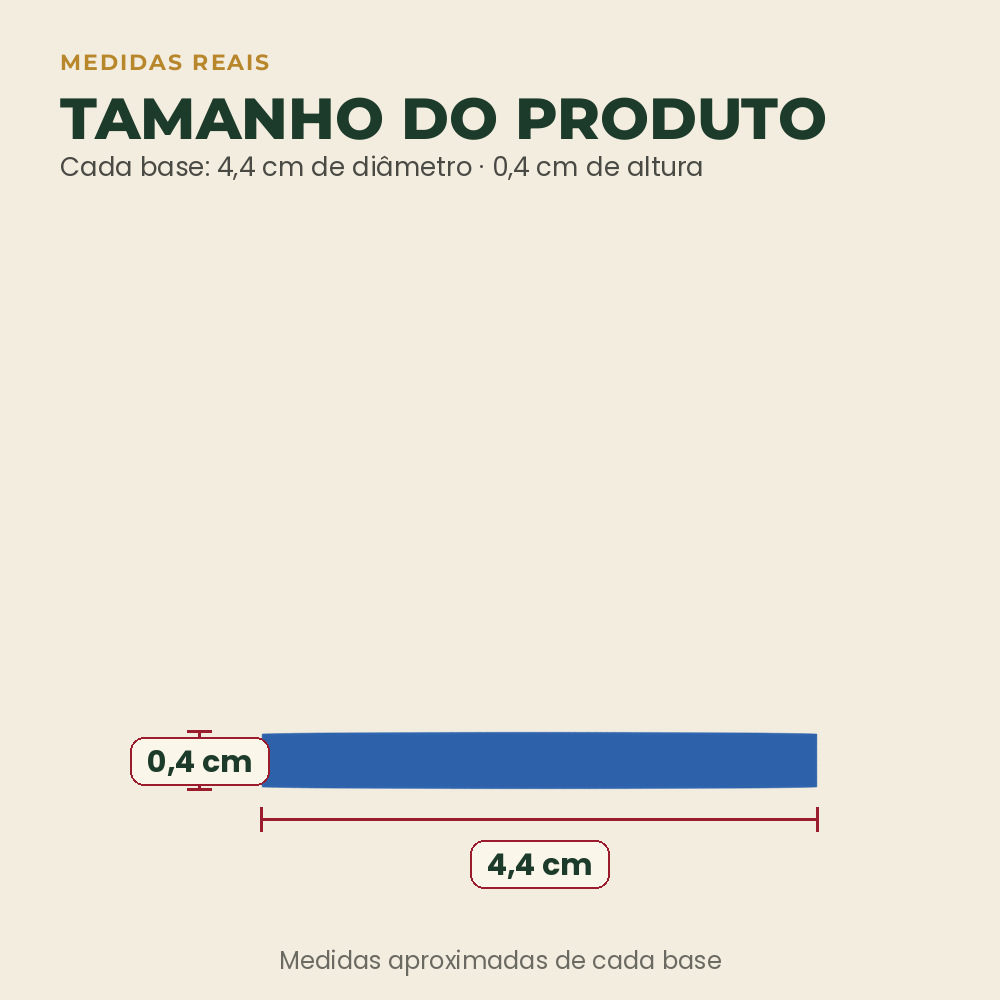 MEDIDAS REAIS
TAMANHO DO PRODUTO
Cada base: 4,4 cm de diâmetro · 0,4 cm de altura
0,4 cm
4,4 cm
Medidas aproximadas de cada base